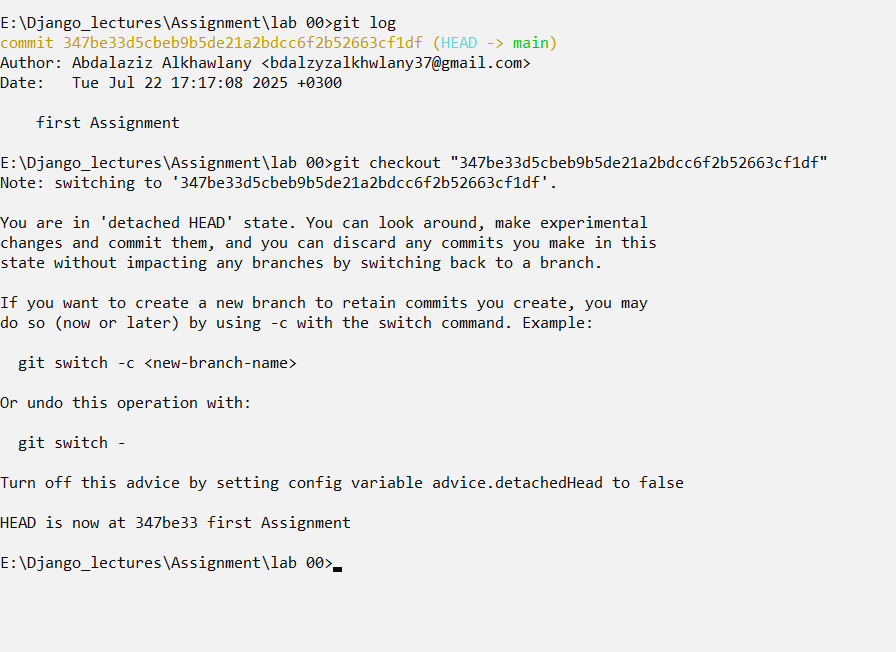 E:\Django_lectures\Assignment\lab 00>git log
commit 347be33d5cbeb9b5de21a2bdcc6f2b52663cf1df (HEAD -> main)
Author: Abdalaziz Alkhawlany <bdalzyzalkhwlany37@gmail.com>
Date:   Tue Jul 22 17:17:08 2025 +0300
    first Assignment
E:\Django_lectures\Assignment\lab 00>git checkout "347be33d5cbeb9b5de21a2bdcc6f2b52663cf1df"
Note: switching to '347be33d5cbeb9b5de21a2bdcc6f2b52663cf1df'.
You are in 'detached HEAD' state. You can look around, make experimental
changes and commit them, and you can discard any commits you make in this
state without impacting any branches by switching back to a branch.
If you want to create a new branch to retain commits you create, you may
do so (now or later) by using -c with the switch command. Example:
  git switch -c <new-branch-name>
Or undo this operation with:
  git switch -
Turn off this advice by setting config variable advice.detachedHead to false
HEAD is now at 347be33 first Assignment
E:\Django_lectures\Assignment\lab 00>